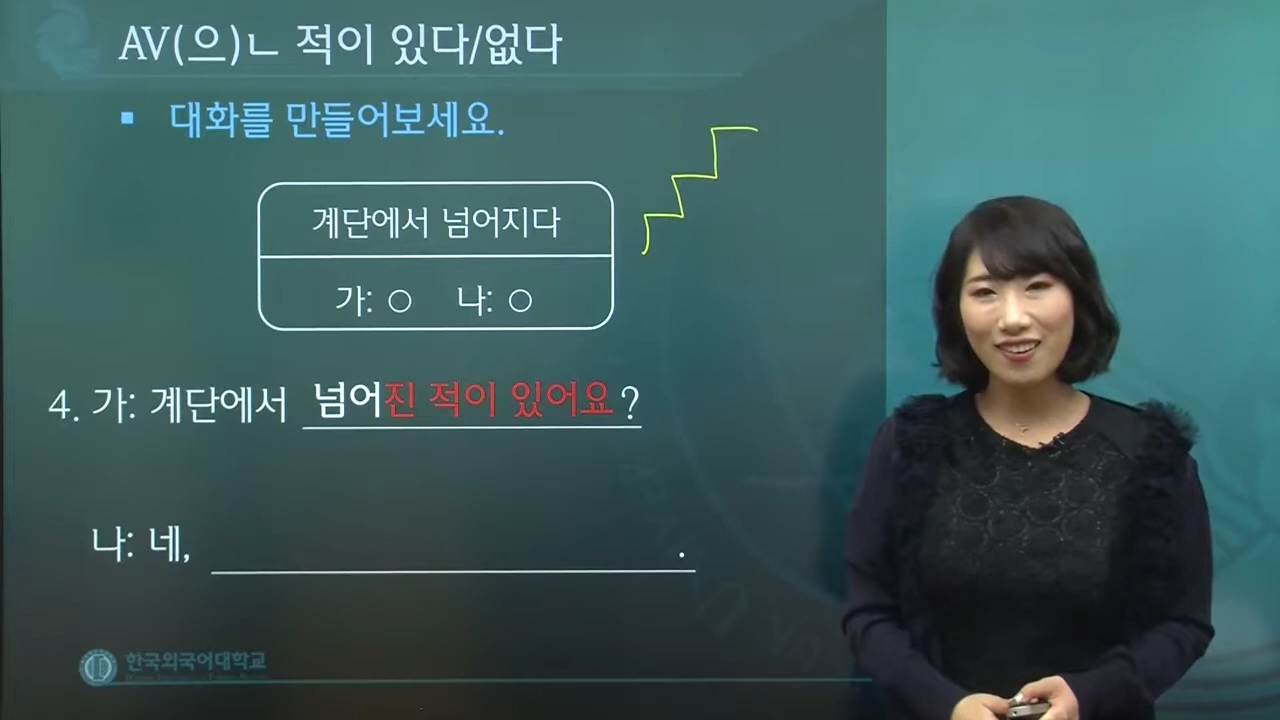 AV(으)ㄴ 적이 있다/없다
▪ 대화를 만들어보세요.
계단에서 넘어지다
가: ○ 나: ○
4. 가: 계단에서 넘어진 적이 있어요?
나: 네, .
한국외국어대학교